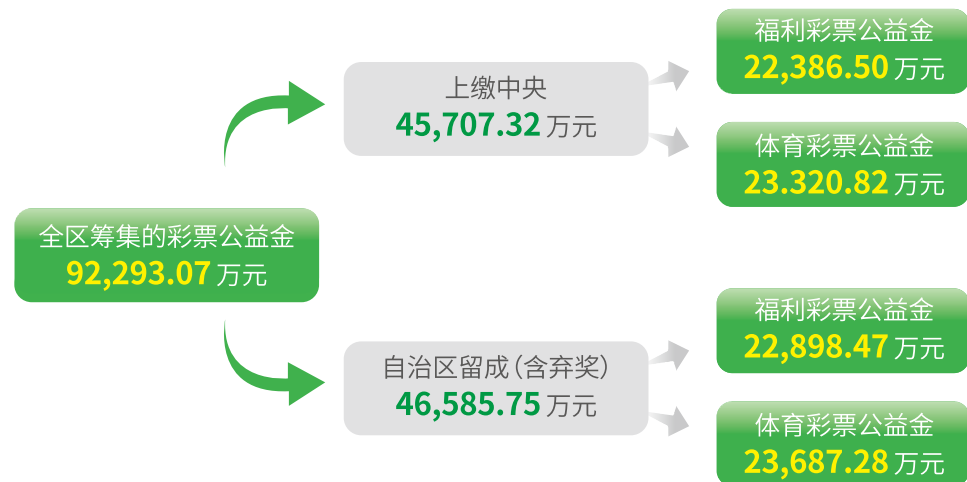 全区筹集的彩票公益金
92,293.07 万元
上缴中央
45,707.32 万元
福利彩票公益金
22,386.50 万元
体育彩票公益金
23.320.82 万元
自治区留成（含弃奖）
46,585.75 万元
福利彩票公益金
22,898.47 万元
体育彩票公益金
23,687.28 万元